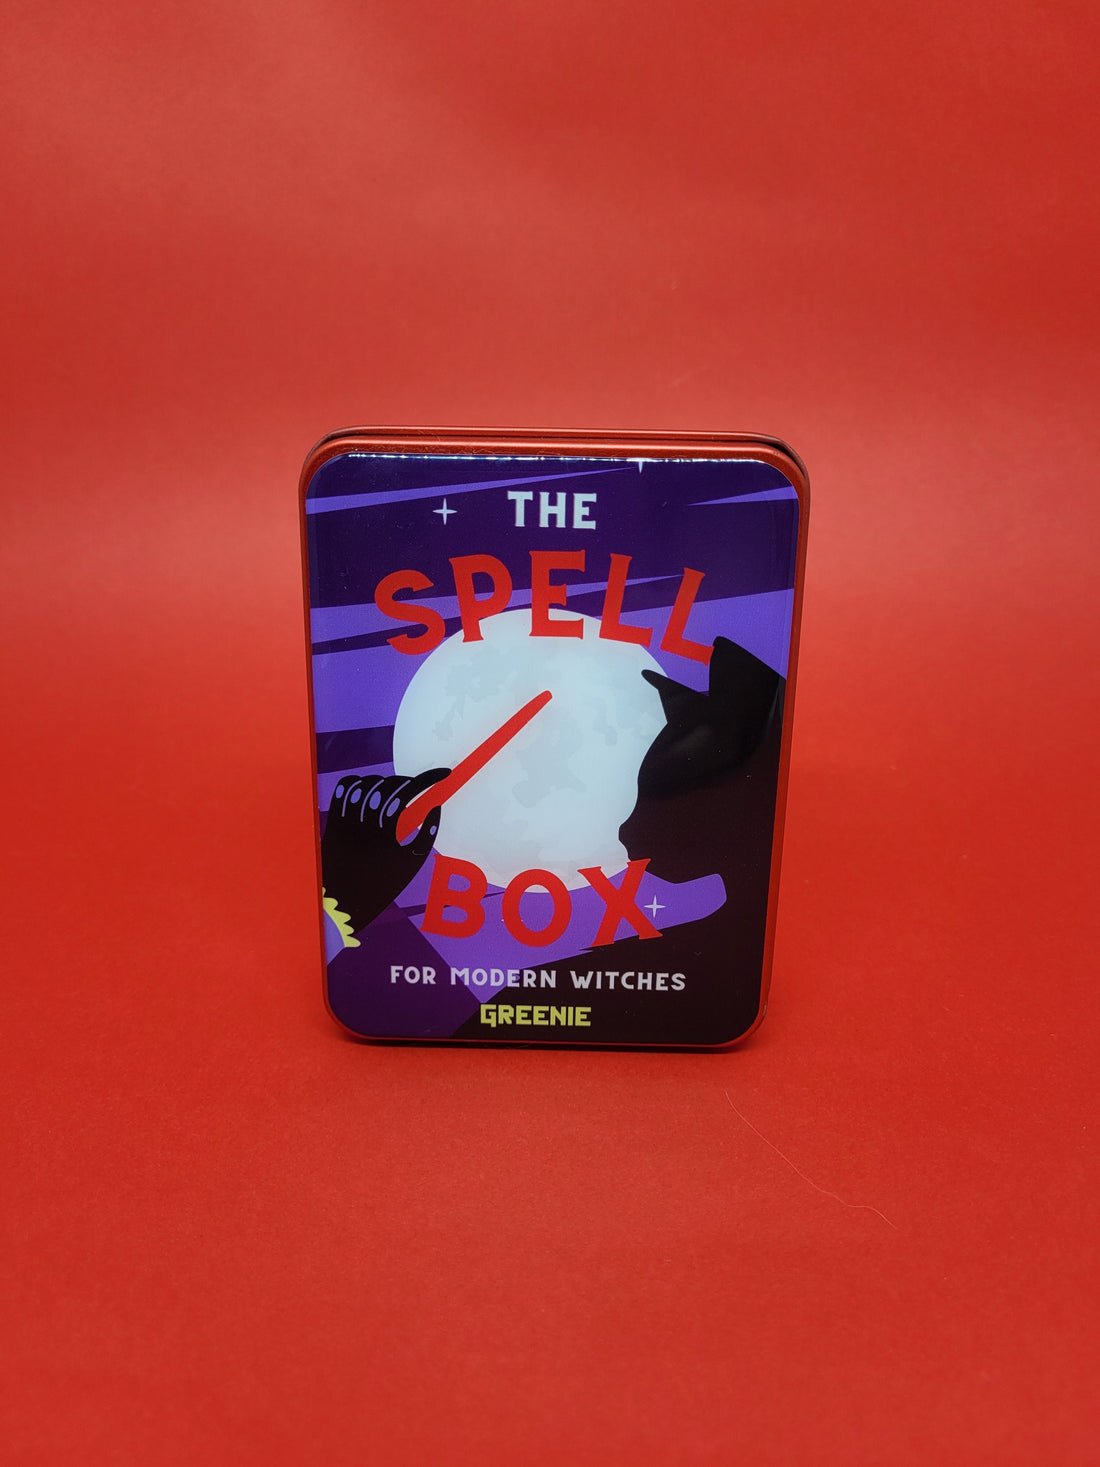 THE
SPELL
BOX
FOR MODERN WITCHES
GREENIE